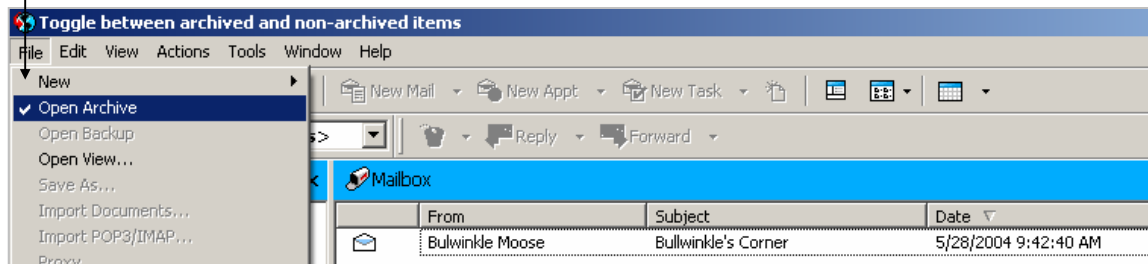 Toggle between archived and non-archived items
File Edit View Actions Tools Window Help
New
New Mail New Appt New Task
Open Archive
Open Backup
s>
Reply Forward
Open View...
Save As...
Mailbox
Import Documents...
From Subject Date
Import POP3/IMAP...
Bulwinkle Moose Bullwinkle's Corner 5/28/2004 9:42:40 AM
Proxy